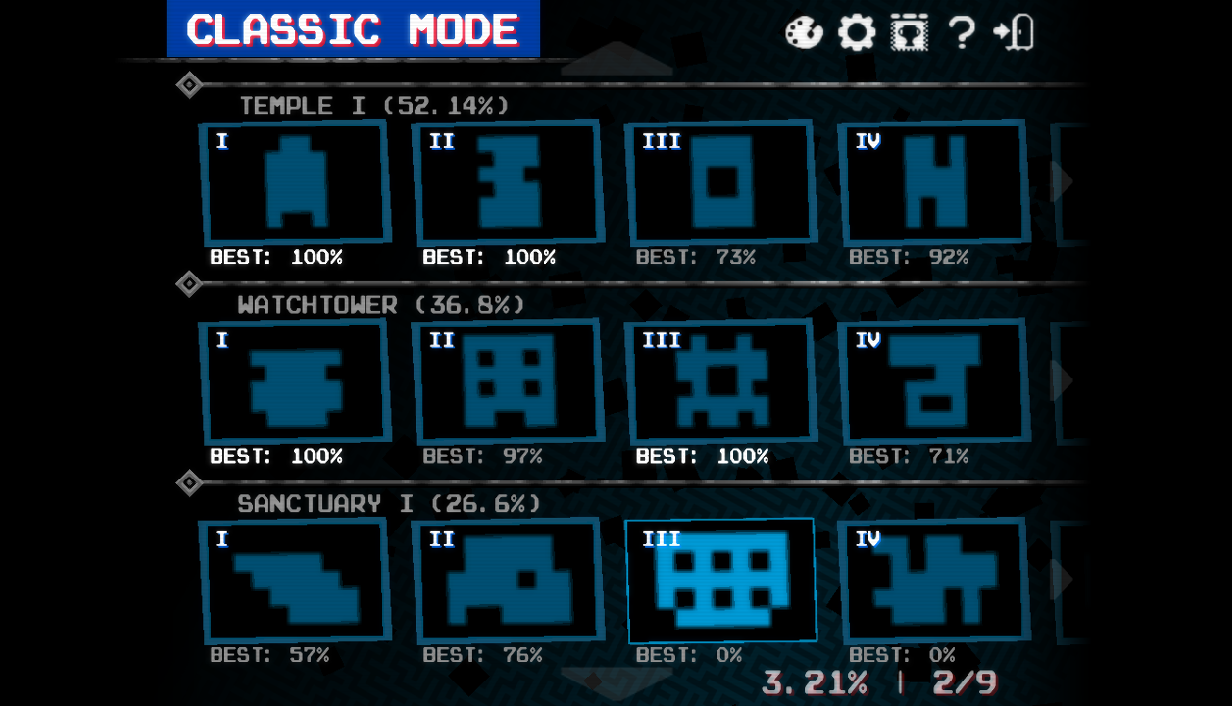 CLASSIC MODE
?
TEMPLE I (52.14%)
I II III IV
BEST: 100% BEST: 100% BEST: 73% BEST: 92%
WATCHTOWER (36.8%)
I II III IV
BEST: 100% BEST: 97% BEST: 100% BEST: 71%
SANCTUARY I (26.6%)
I II III IV
BEST: 57% BEST: 76% BEST: 0% BEST: 0%
3.21% | 2/9